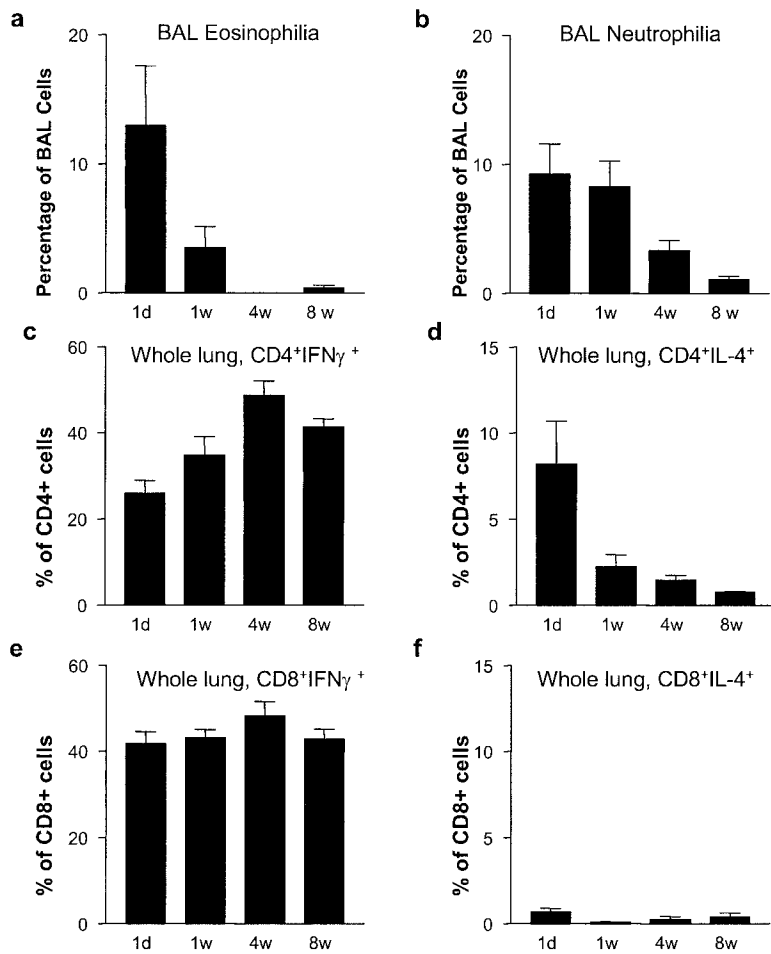 a
BAL Eosinophilia
Percentage of BAL Cells
20
10
0
1d 1w 4w 8 w
b
BAL Neutrophilia
Percentage of BAL Cells
20
10
0
1d 1w 4w 8 w
c
Whole lung, CD4⁺IFNγ ⁺
% of CD4+ cells
60
40
20
0
1d 1w 4w 8w
d
Whole lung, CD4⁺IL-4⁺
% of CD4+ cells
15
10
5
0
1d 1w 4w 8w
e
Whole lung, CD8⁺IFNγ ⁺
% of CD8+ cells
60
40
20
0
1d 1w 4w 8w
f
Whole lung, CD8⁺IL-4⁺
% of CD8+ cells
15
10
5
0
1d 1w 4w 8w